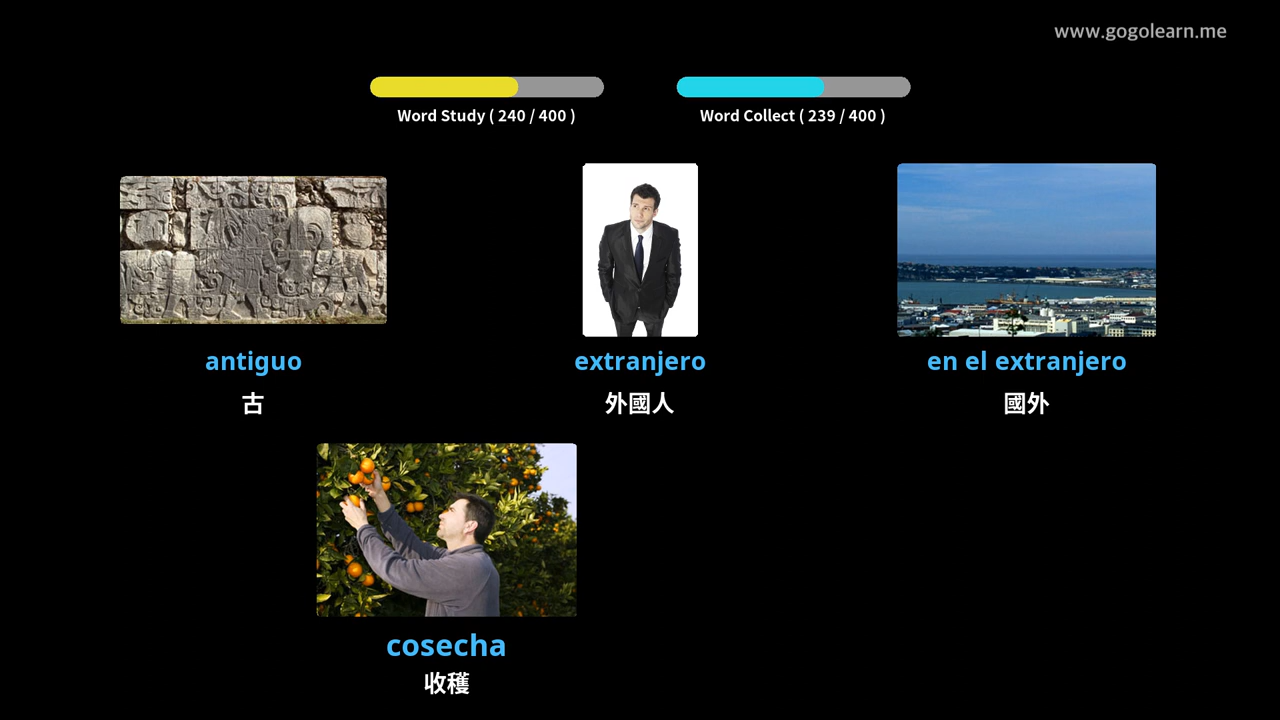 www.gogolearn.me
Word Study ( 240 / 400 )
Word Collect ( 239 / 400 )
antiguo
extranjero
en el extranjero
古
外國人
國外
cosecha
收穫